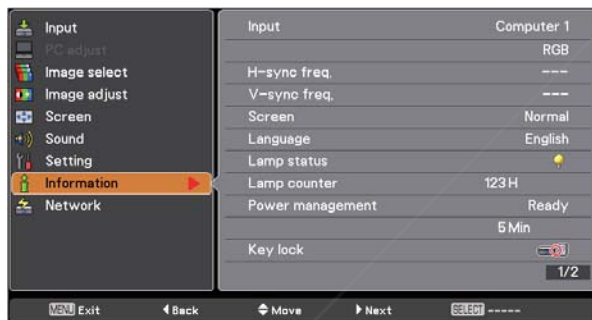 Input
PC adjust
Image select
Image adjust
Screen
Sound
Setting
Information
Network
Input Computer 1
RGB
H-sync freq. ---
V-sync freq. ---
Screen Normal
Language English
Lamp status
Lamp counter 123 H
Power management Ready
5 Min
Key lock
1/2
MENU Exit Back Move Next SELECT -----